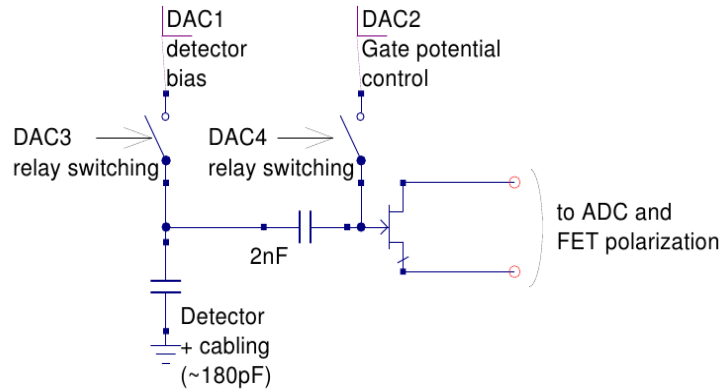 DAC1
detector
bias
DAC2
Gate potential
control
DAC3
relay switching
DAC4
relay switching
to ADC and
FET polarization
2nF
Detector
+ cabling
(~180pF)